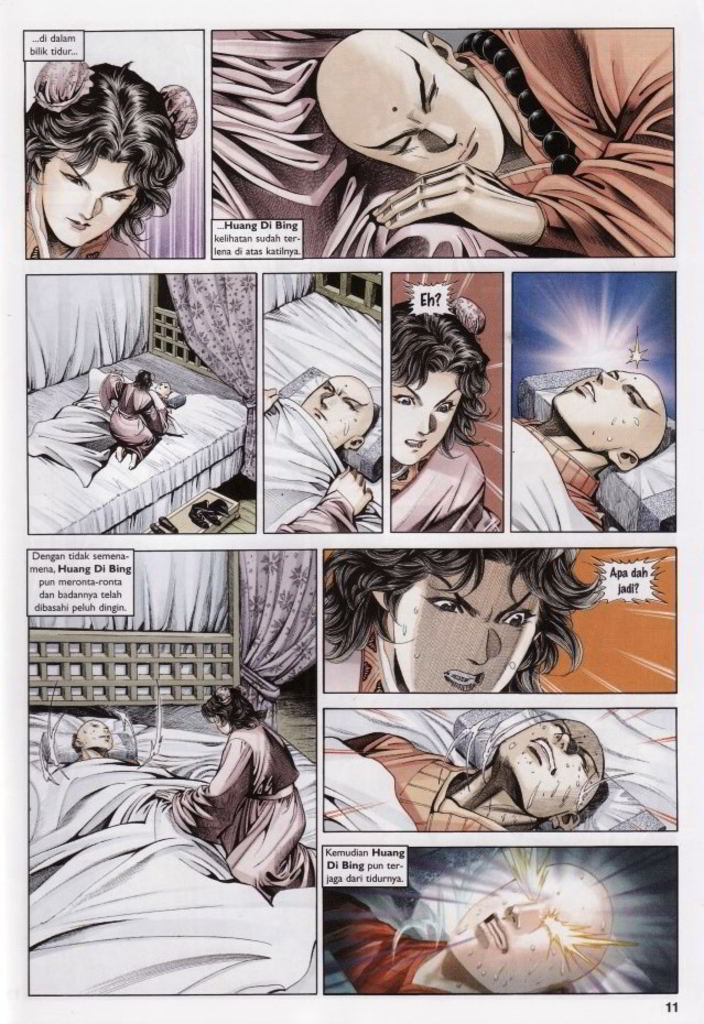 ...di dalam
bilik tidur...
...Huang Di Bing
kelihatan sudah ter-
lena di atas katilnya.
Eh?
Dengan tidak semena-
mena, Huang Di Bing
pun meronta-ronta
dan badannya telah
dibasahi peluh dingin.
Apa dah
jadi?
Kemudian Huang
Di Bing pun ter-
jaga dari tidurnya.
11